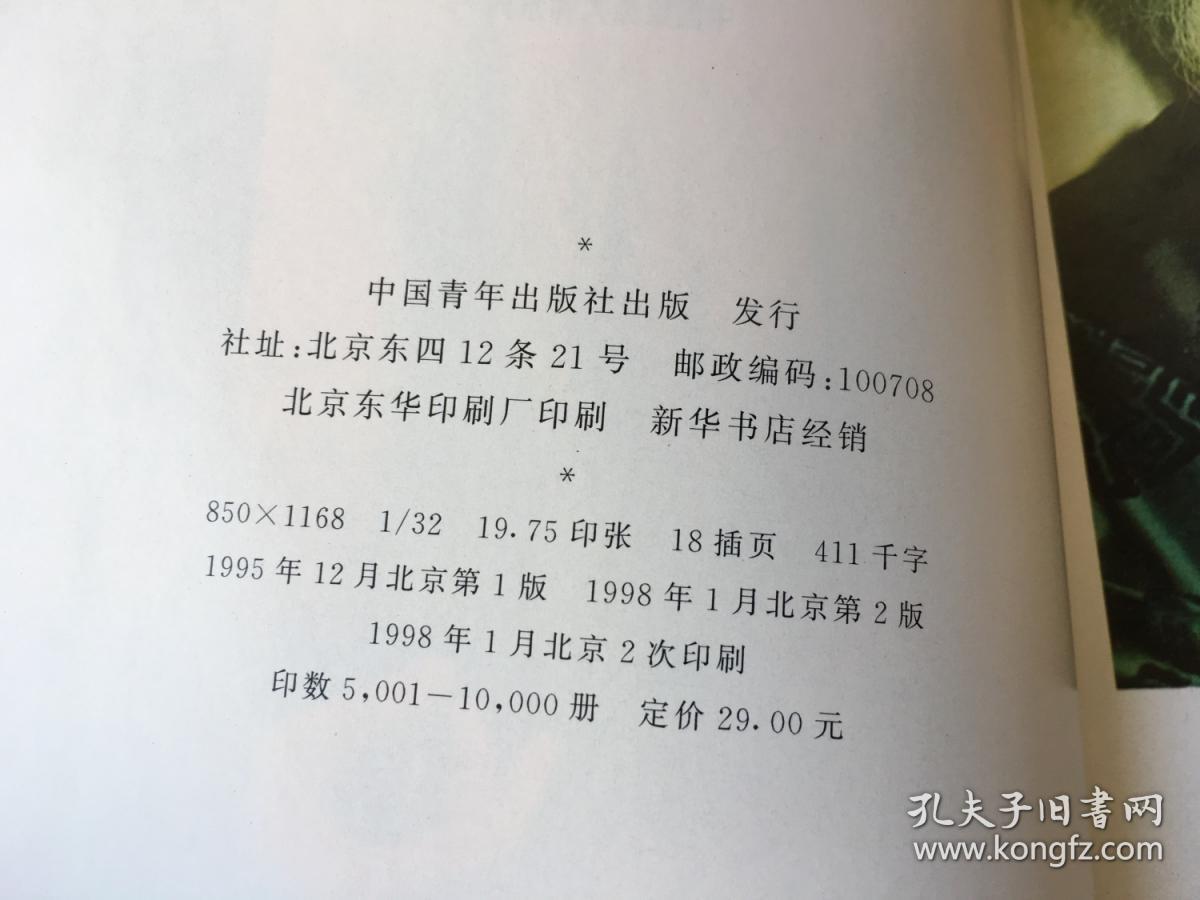 *
中国青年出版社出版 发行
社址:北京东四12条21号 邮政编码:100708
北京东华印刷厂印刷 新华书店经销
*
850×1168 1/32 19.75印张 18插页 411千字
1995年12月北京第1版 1998年1月北京第2版
1998年1月北京2次印刷
印数5,001—10,000册 定价29.00元
孔夫子旧书网
www.kongfz.com